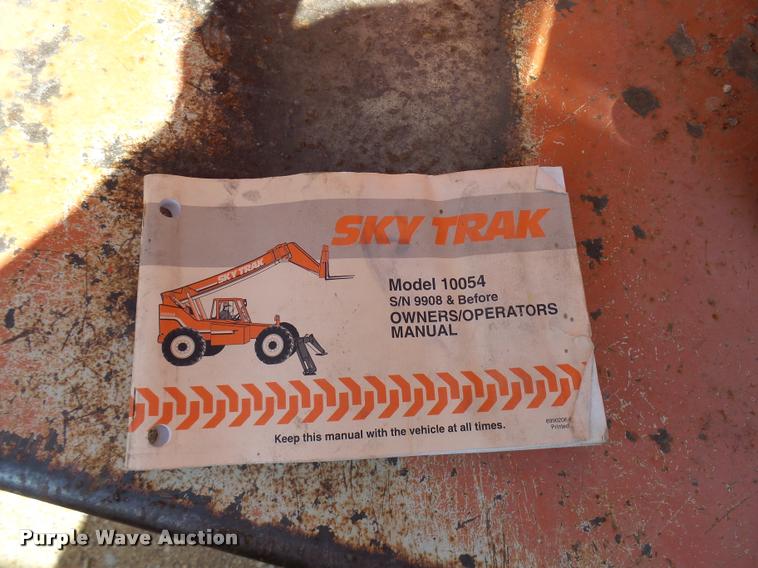 SKY TRAK
SKY TRAK
Model 10054
S/N 9908 & Before
OWNERS/OPERATORS
MANUAL
Printed
Keep this manual with the vehicle at all times.
Purple Wave Auction